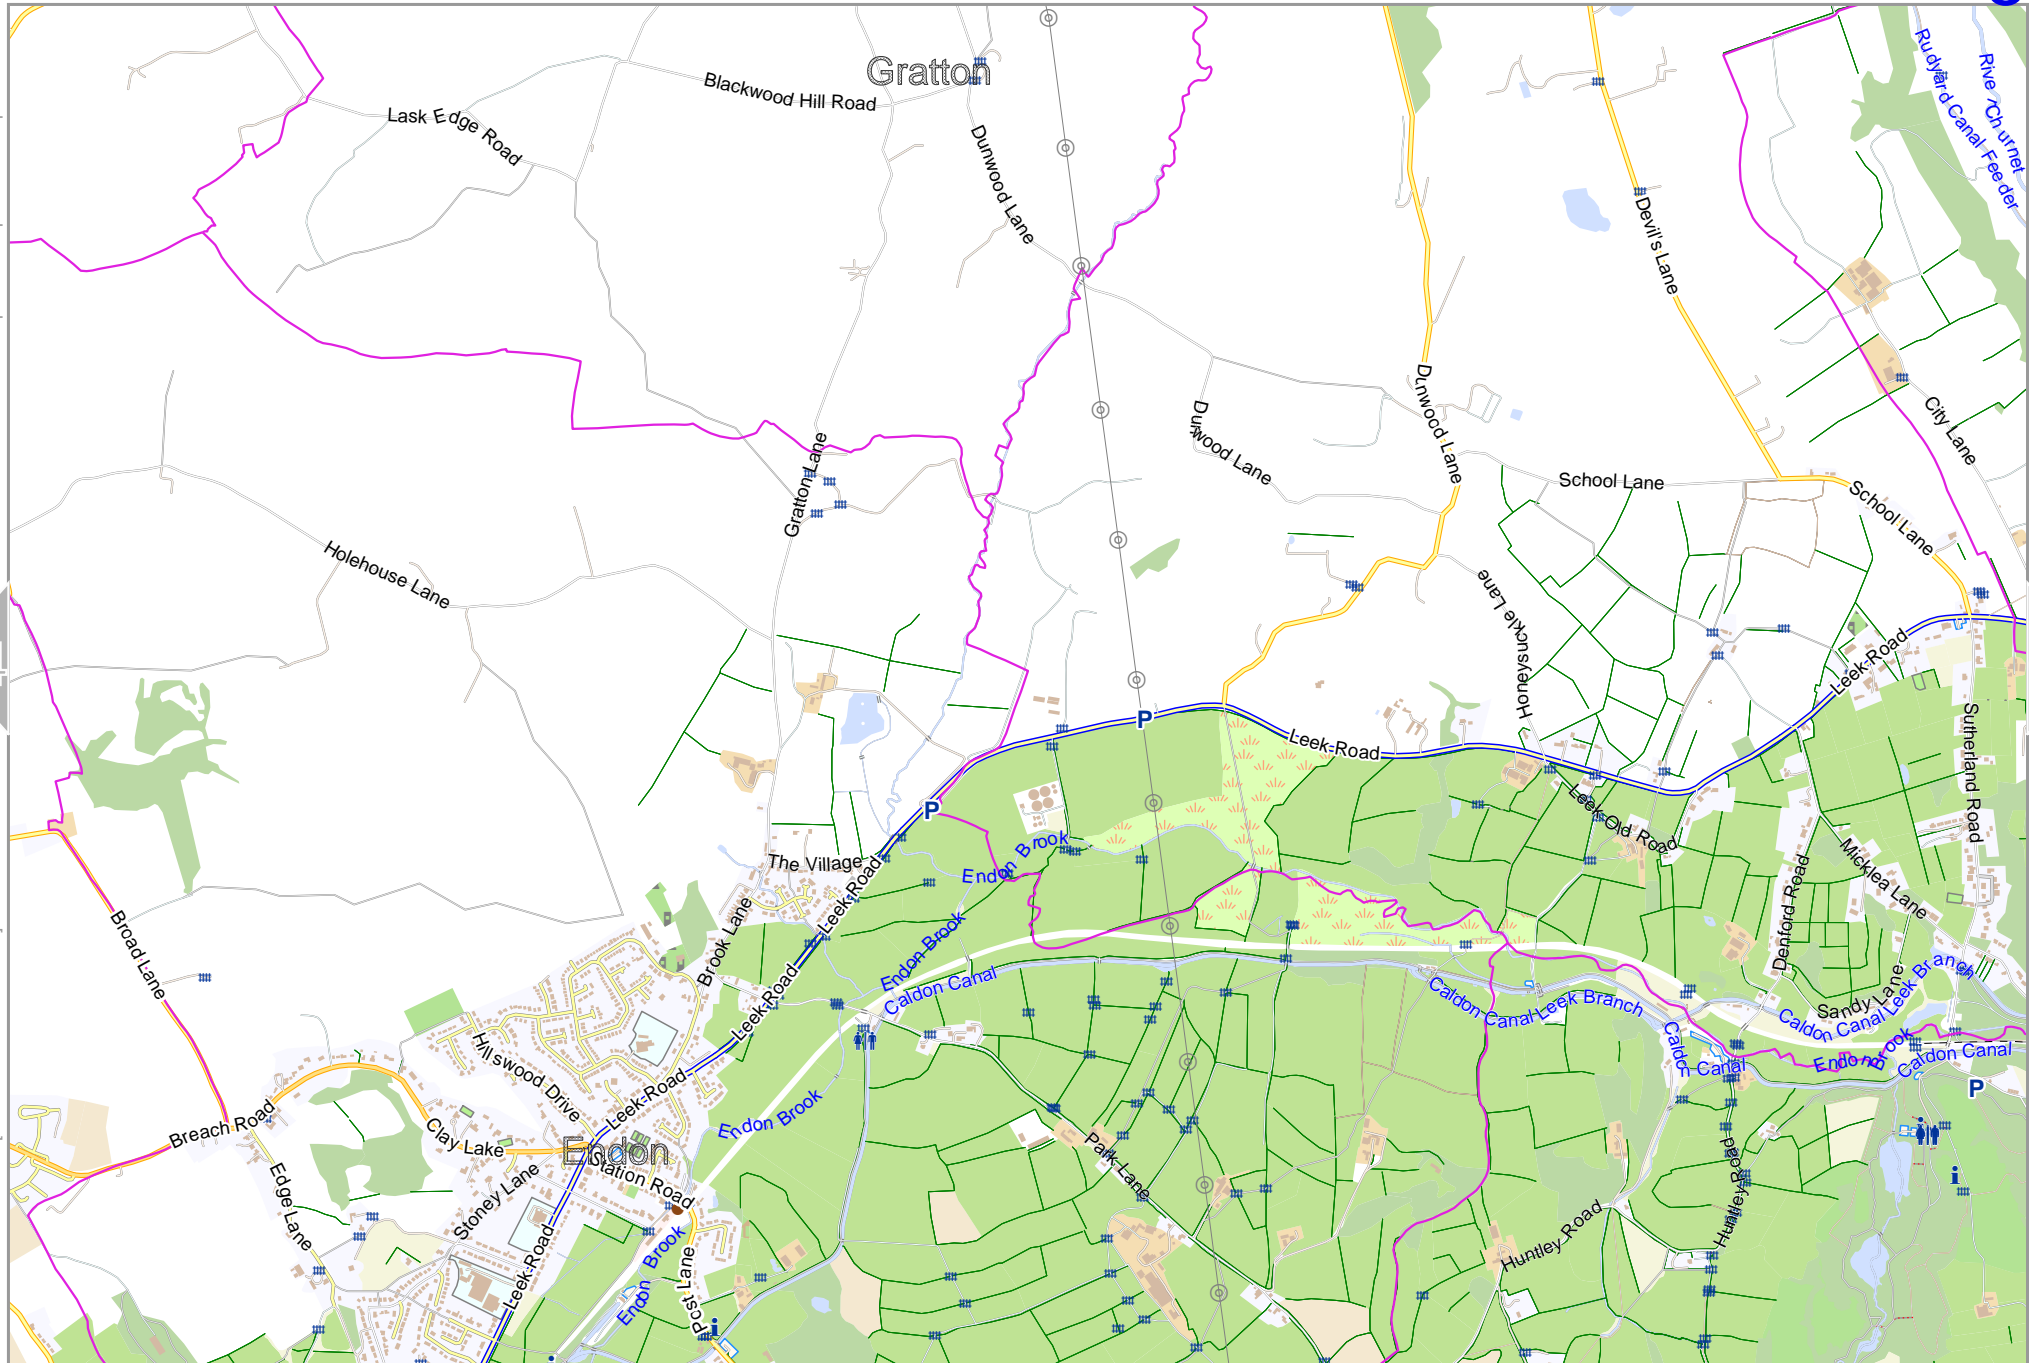 Gratton
Blackwood Hill Road
Lask Edge Road
Dunwood Lane
Devil's Lane
Rudyard Canal Feeder
River Churnet
Dunwood Lane
Dunwood Lane
City Lane
Gratton Lane
School Lane
School Lane
Holehouse Lane
Honeysuckle Lane
Leek Road
Leek Road
Sutherland Road
P
P
Leek Old Road
The Village
Leek Road
Endon Brook
Micklea Lane
Denford Road
Broad Lane
Brook Lane
Endon Brook
Caldon Canal
Leek Road
Caldon Canal Leek Branch
Sandy Lane
Caldon Canal Leek Branch
Hillswood Drive
Leek Road
Caldon Canal
Endon Brook
Caldon Canal
P
Breach Road
Clay Lake
Endon
Endon Brook
Station Road
Park Lane
Huntley Road
Edge Lane
Stoney Lane
Leek Road
Endon Brook
Post Lane
Huntley Road
i
i